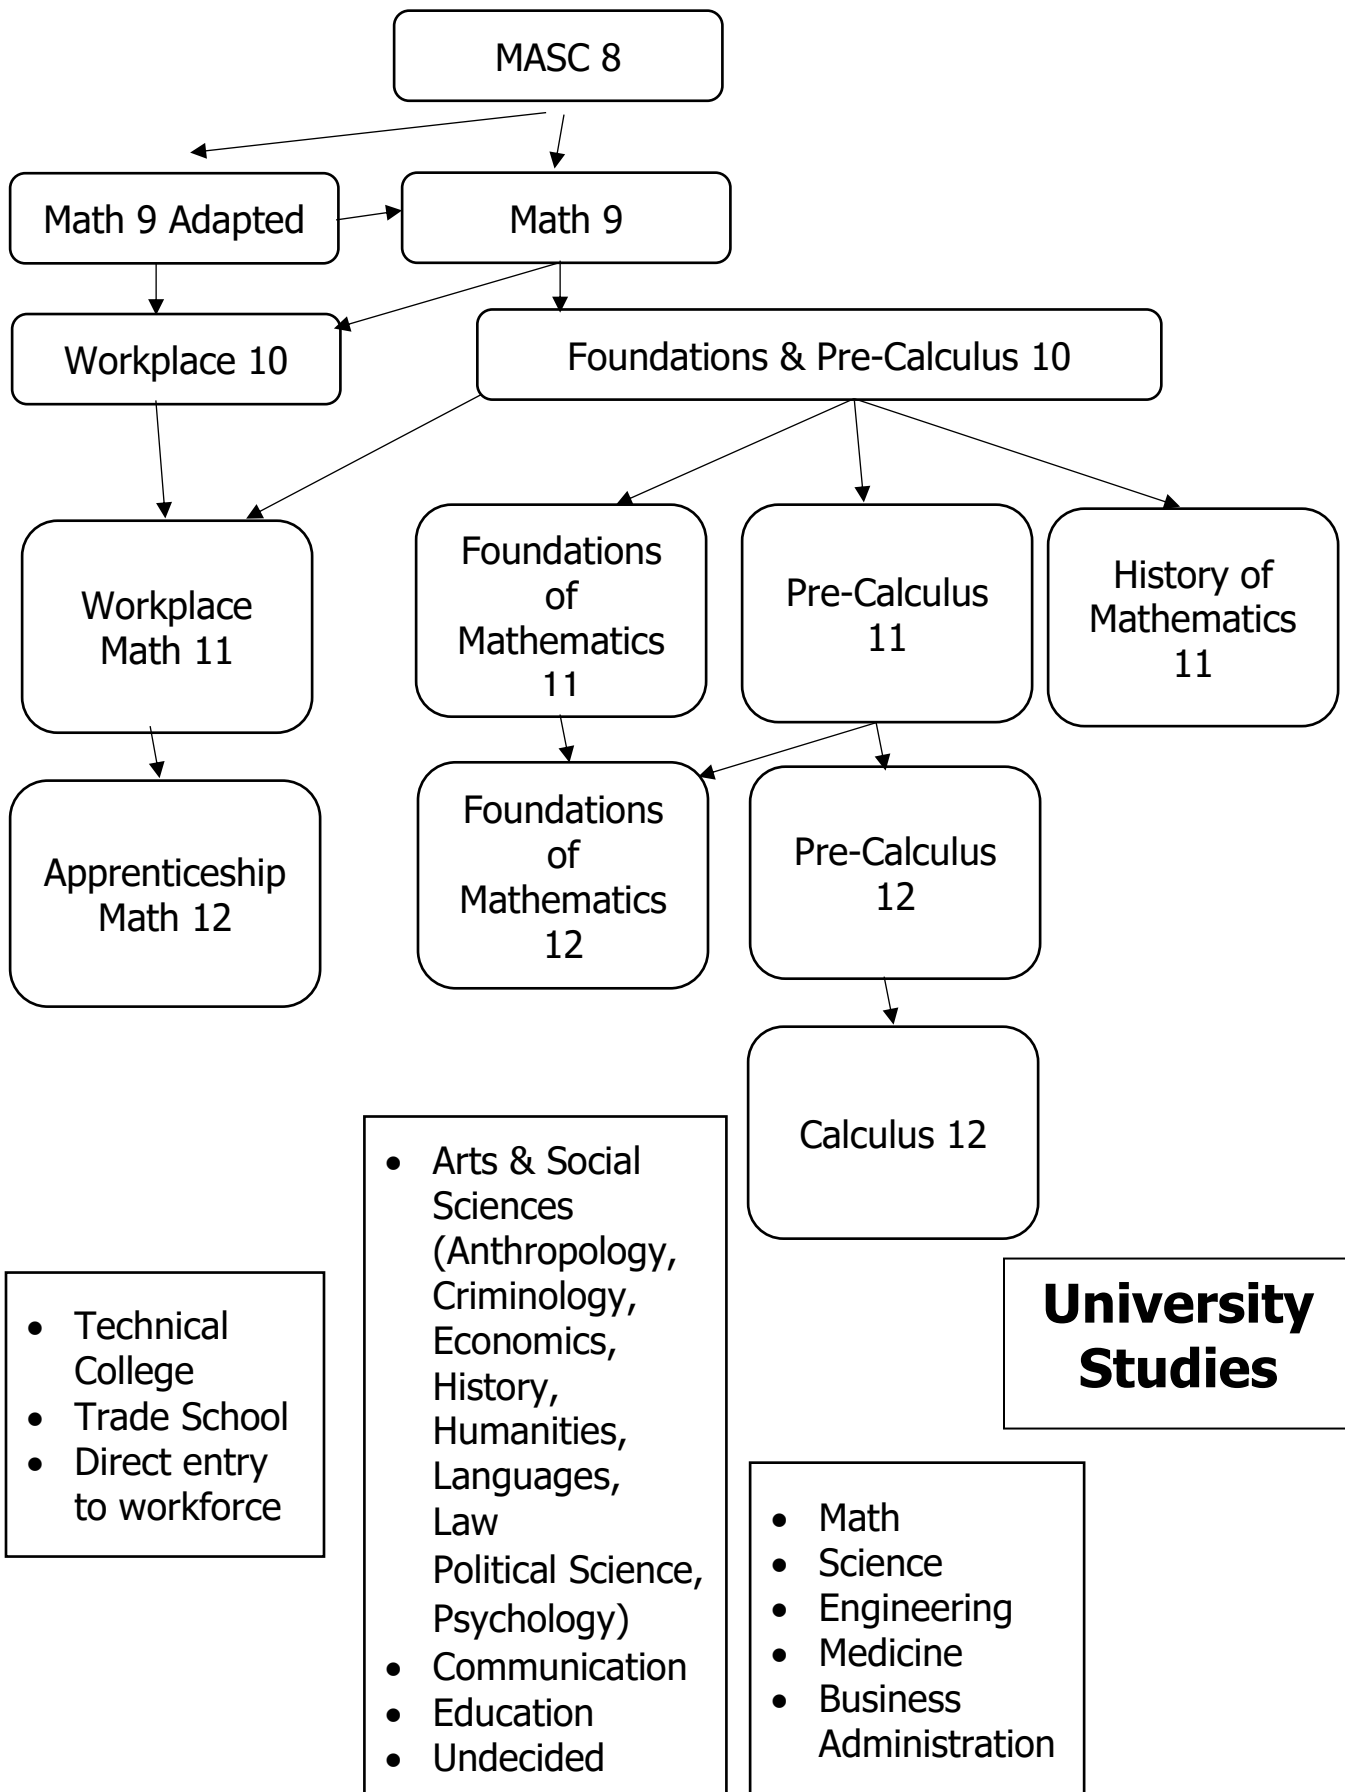 MASC 8
Math 9 Adapted
Math 9
Workplace 10
Foundations & Pre-Calculus 10
Workplace
Math 11
Foundations
of
Mathematics
11
Pre-Calculus
11
History of
Mathematics
11
Apprenticeship
Math 12
Foundations
of
Mathematics
12
Pre-Calculus
12
Calculus 12
• Technical
College
• Trade School
• Direct entry
to workforce
• Arts & Social
Sciences
(Anthropology,
Criminology,
Economics,
History,
Humanities,
Languages,
Law
Political Science,
Psychology)
• Communication
• Education
• Undecided
University
Studies
• Math
• Science
• Engineering
• Medicine
• Business
Administration